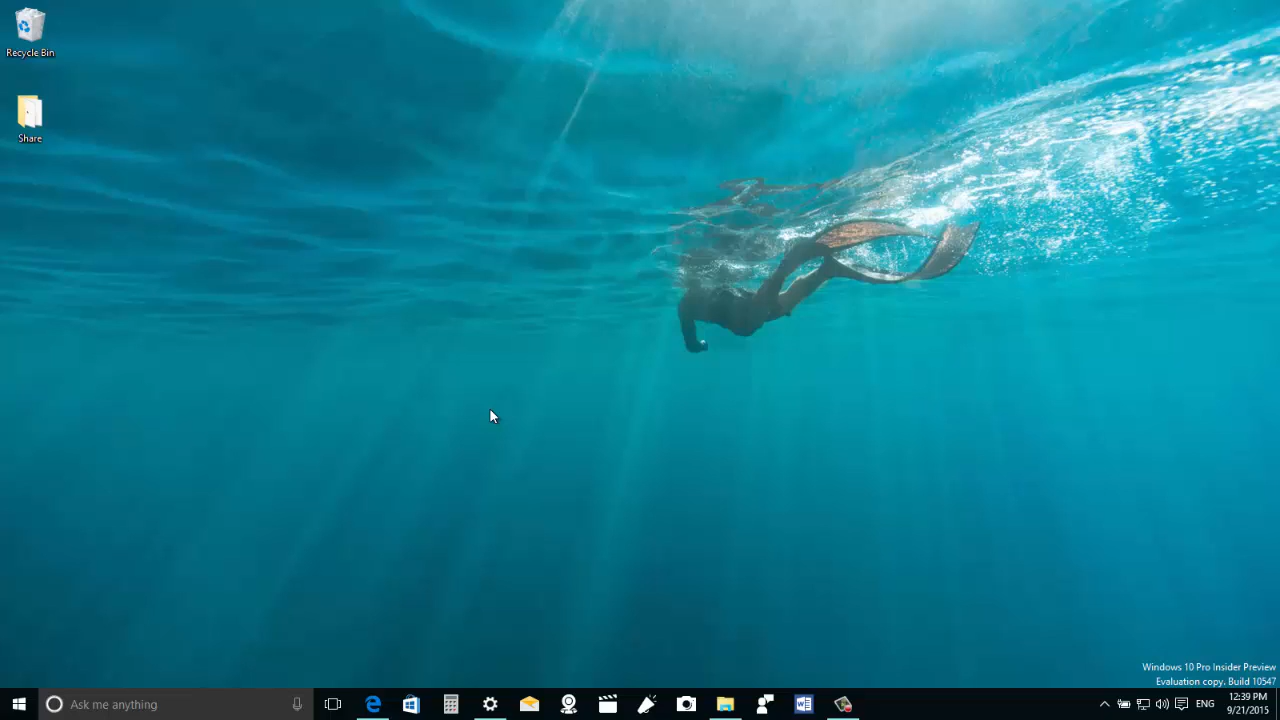 Recycle Bin
Share
Windows 10 Pro Insider Preview
Evaluation copy. Build 10547
Ask me anything
ENG
12:39 PM
9/21/2015